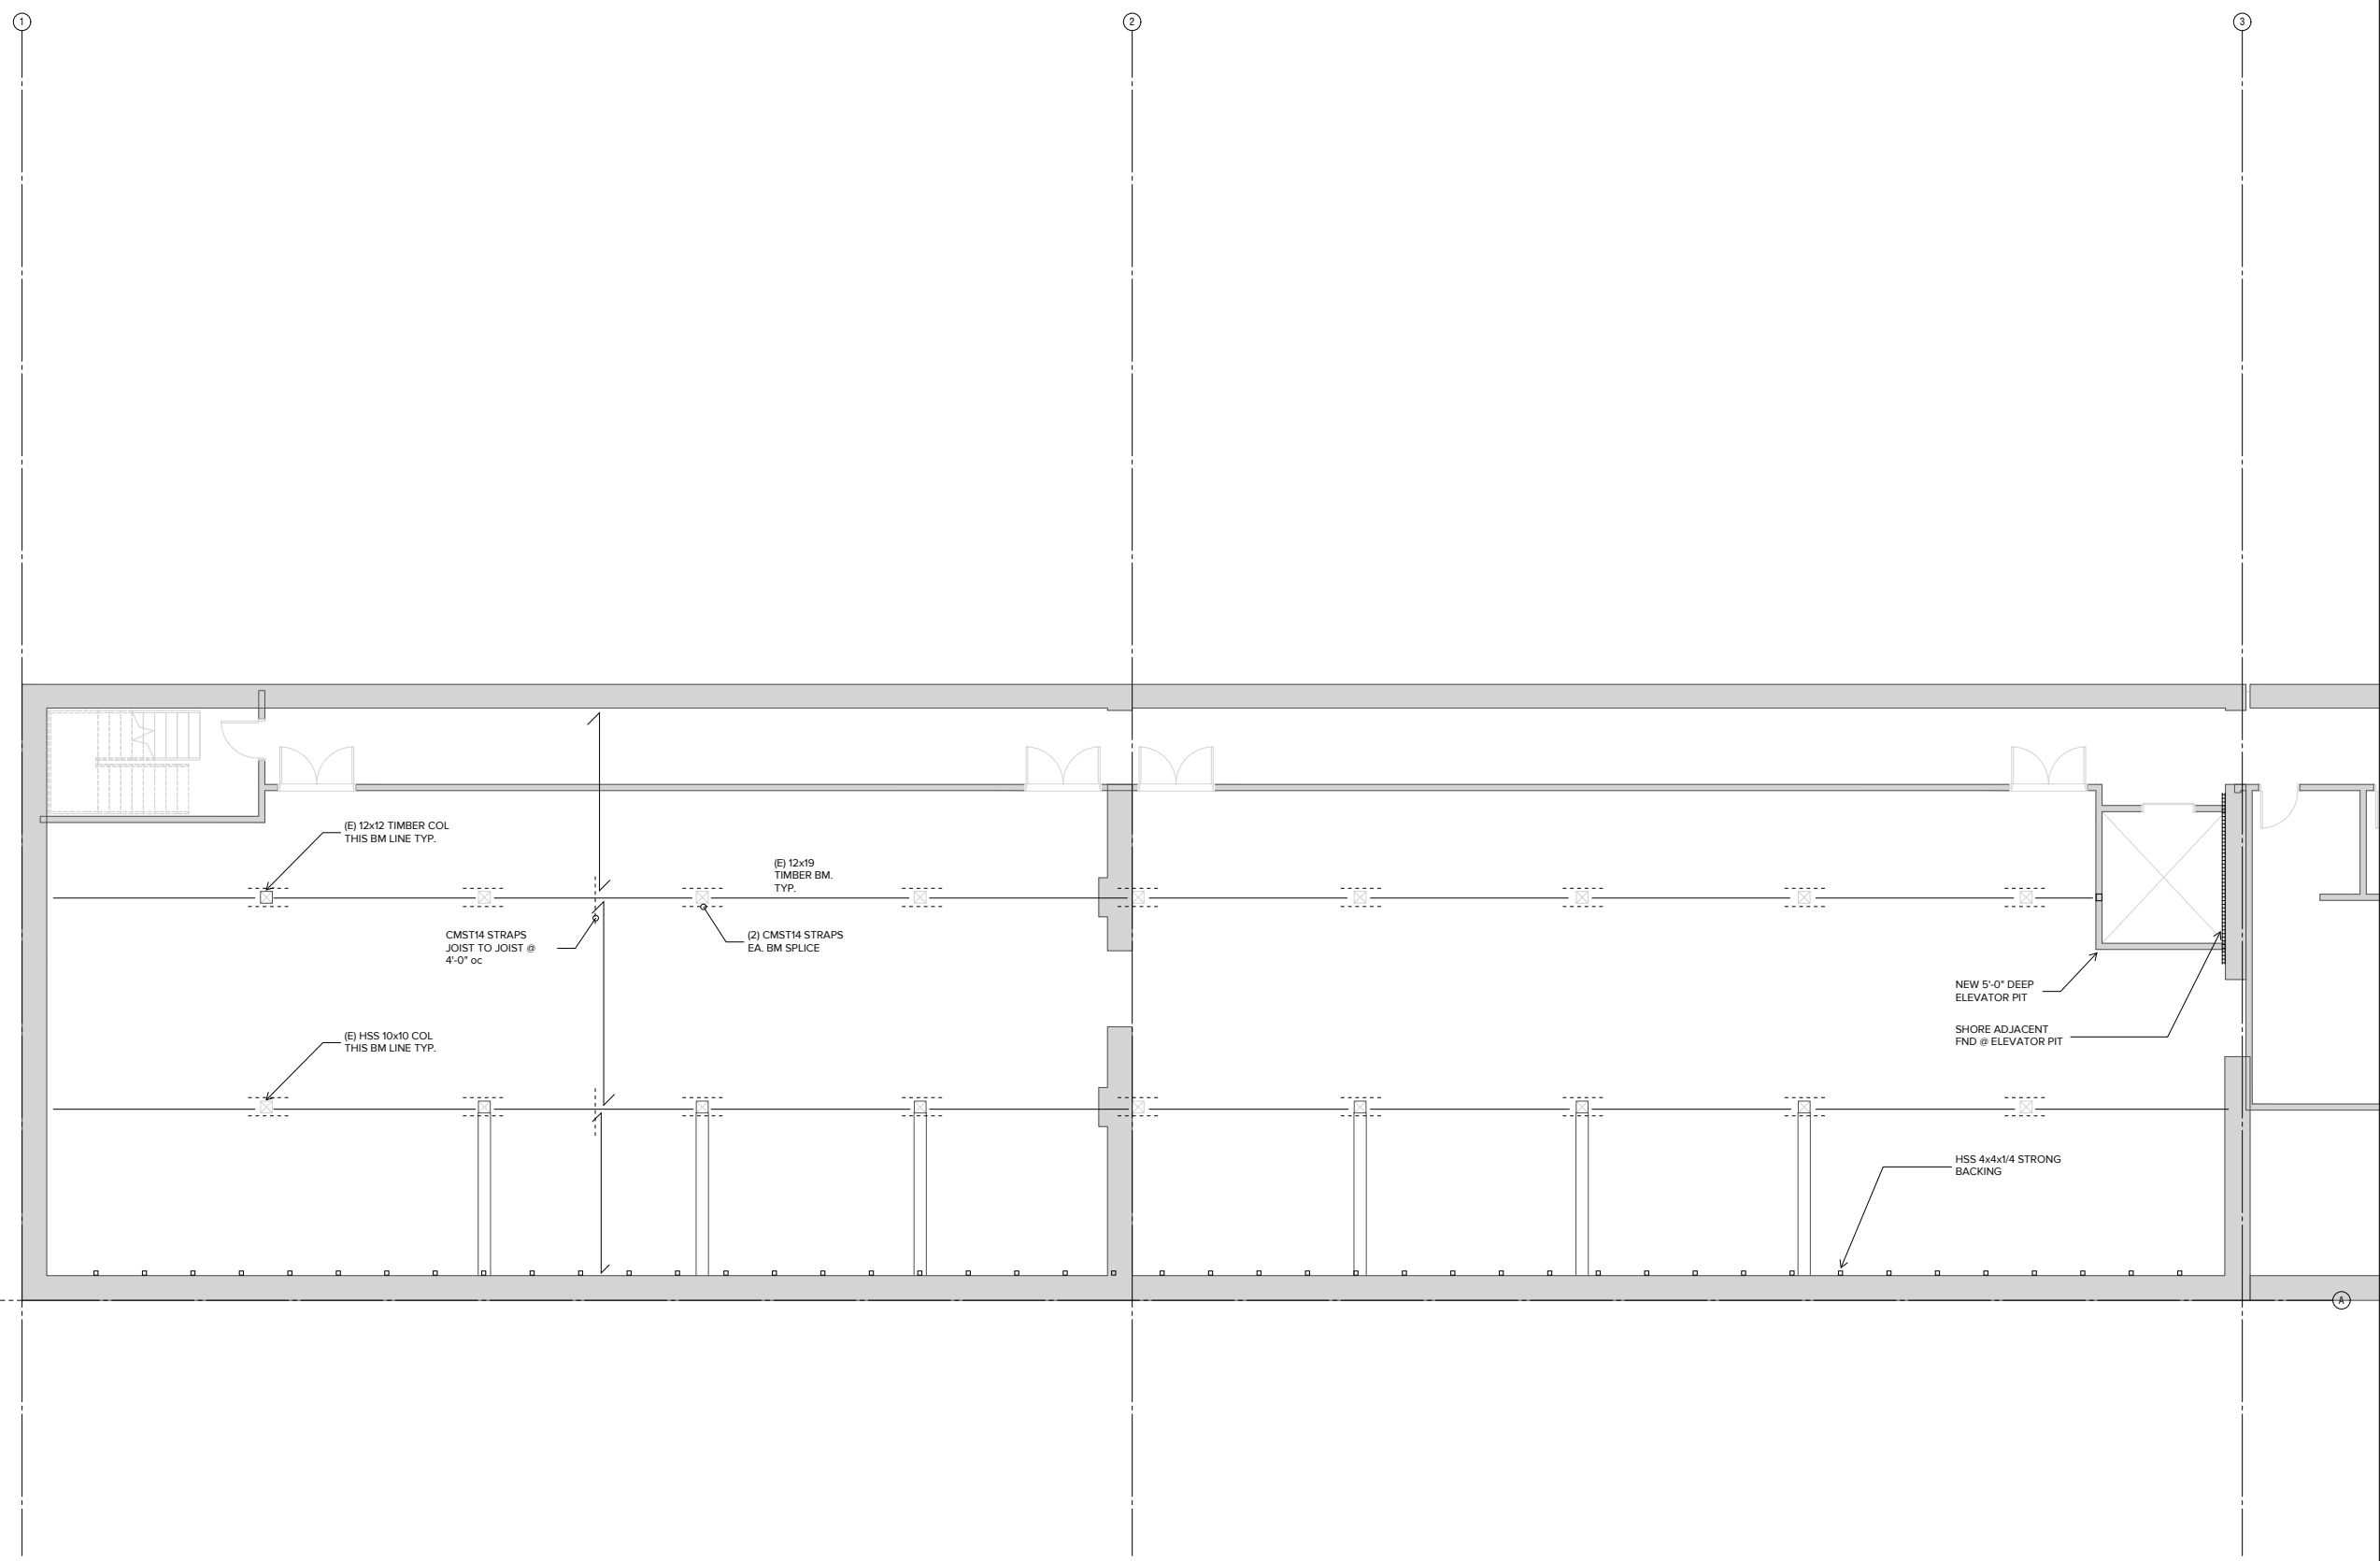 1
2
3
(E) 12x12 TIMBER COL
THIS BM LINE TYP.
(E) 12x19
TIMBER BM.
TYP.
CMST14 STRAPS
JOIST TO JOIST @
4'-0" oc
(2) CMST14 STRAPS
EA. BM SPLICE
NEW 5'-0" DEEP
ELEVATOR PIT
SHORE ADJACENT
FND @ ELEVATOR PIT
(E) HSS 10x10 COL
THIS BM LINE TYP.
HSS 4x4x1/4 STRONG
BACKING
A